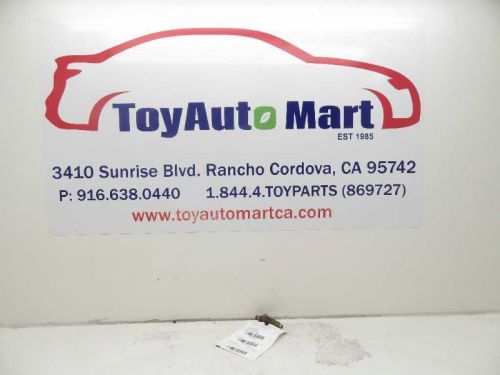 ToyAuto Mart
EST 1985
3410 Sunrise Blvd. Rancho Cordova, CA 95742
P: 916.638.0440 1.844.4.TOYPARTS (869727)
www.toyautomartca.com